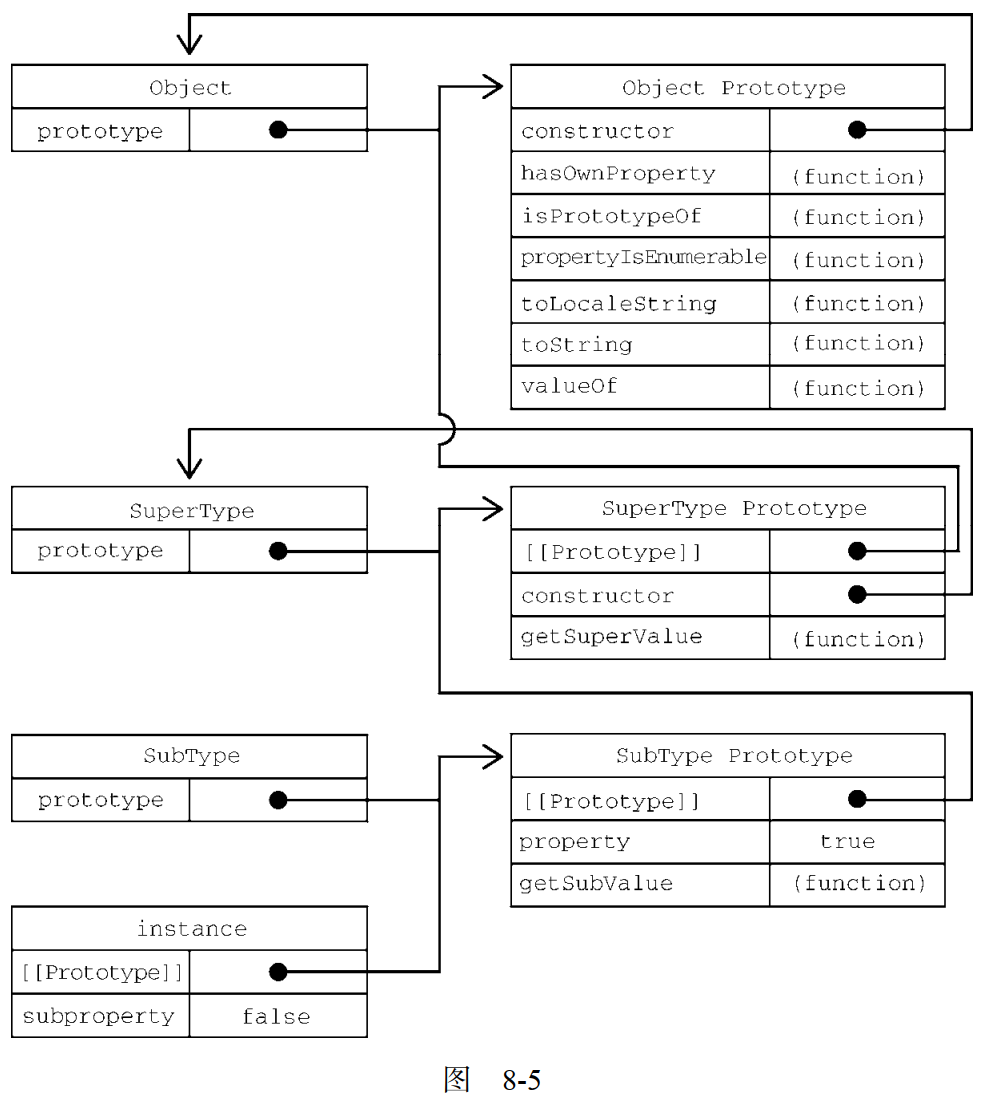 Object
prototype
Object Prototype
constructor
hasOwnProperty (function)
isPrototypeOf (function)
propertyIsEnumerable (function)
toLocaleString (function)
toString (function)
valueOf (function)
SuperType
prototype
SuperType Prototype
[[Prototype]]
constructor
getSuperValue (function)
SubType
prototype
SubType Prototype
[[Prototype]]
property true
getSubValue (function)
instance
[[Prototype]]
subproperty false
图 8-5